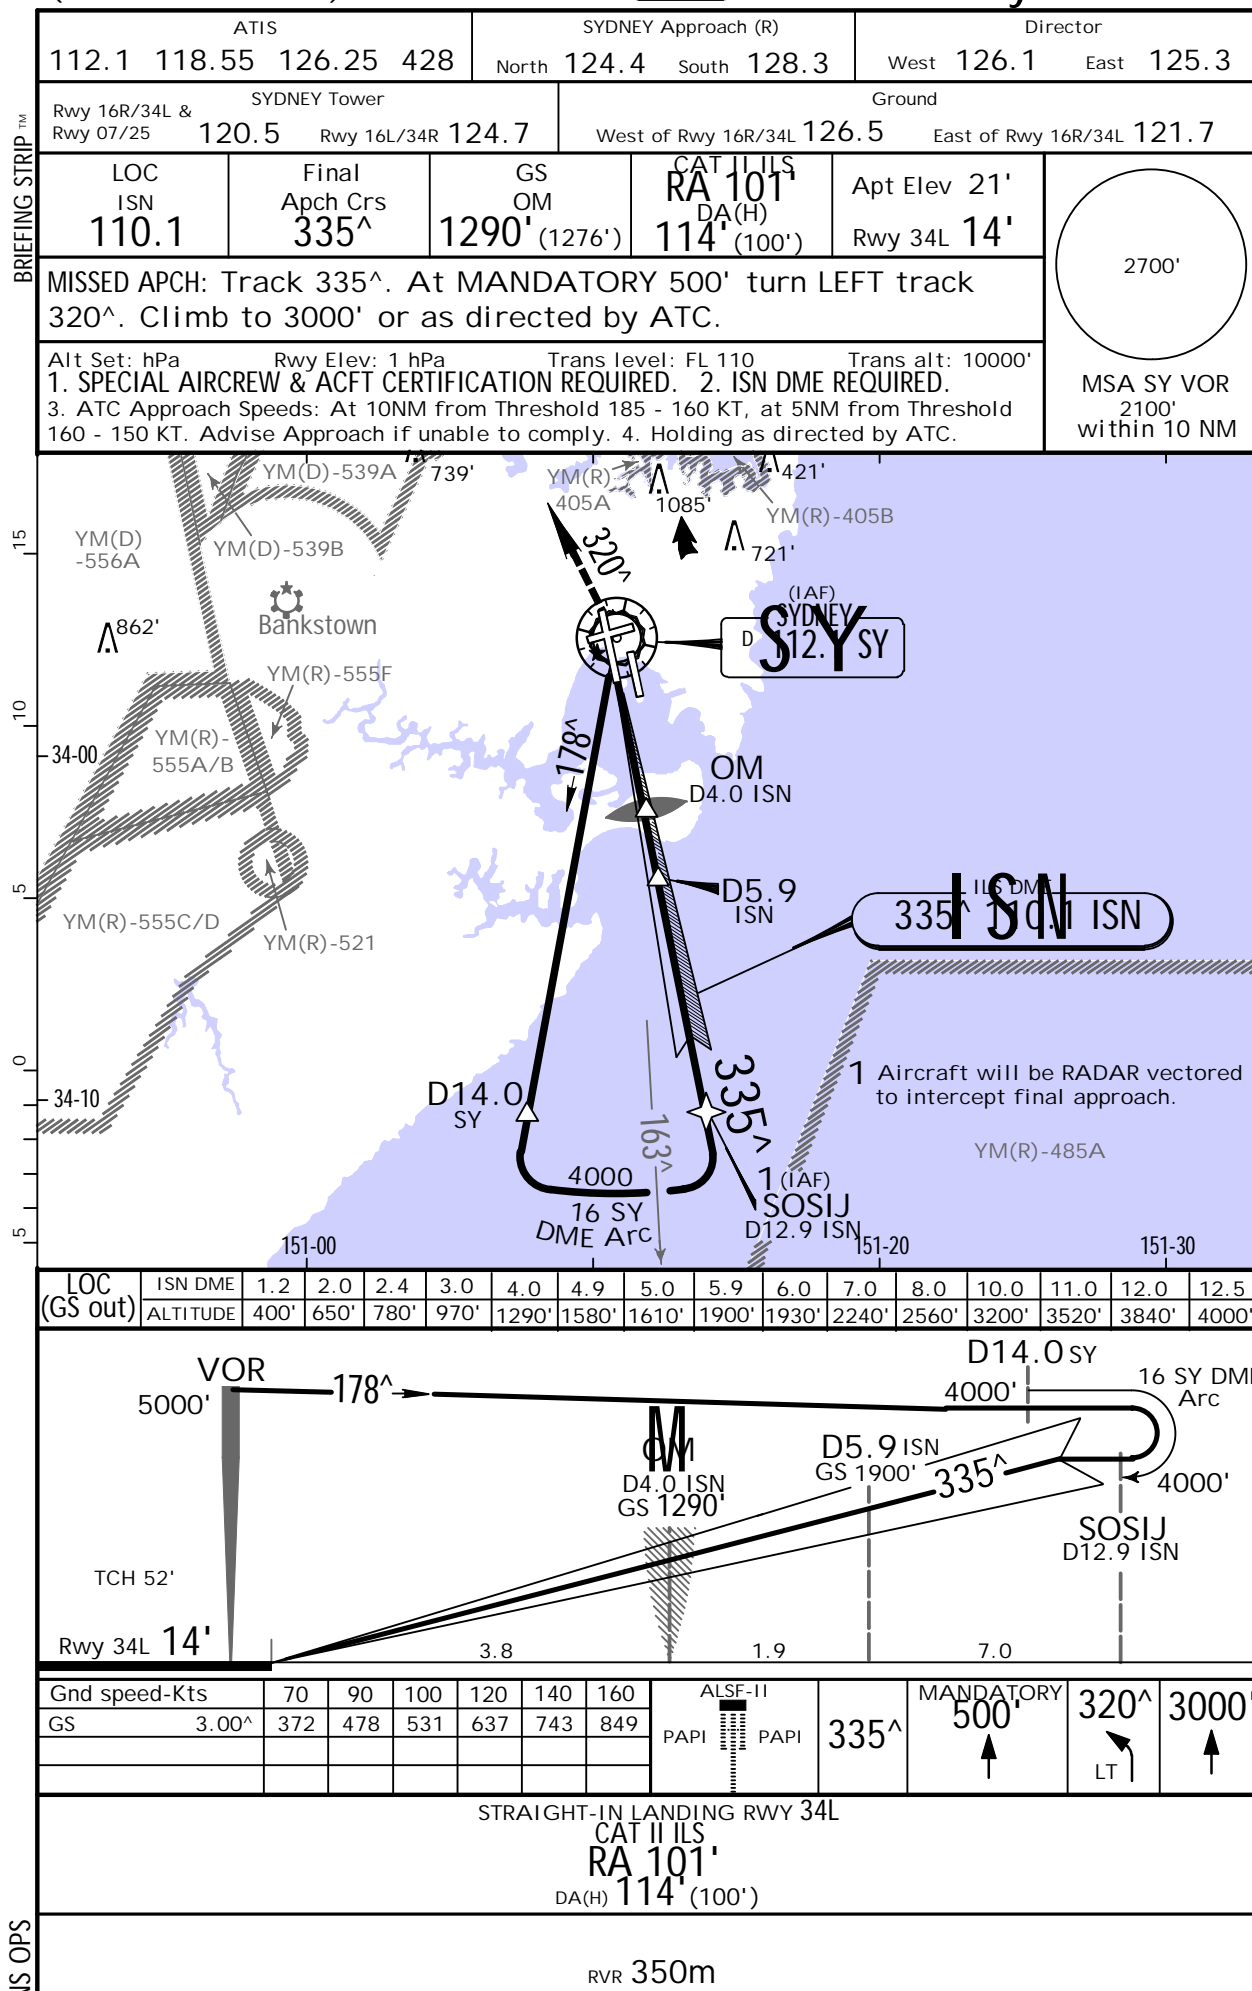 ATIS
112.1 118.55 126.25 428
SYDNEY Approach (R)
North 124.4 South 128.3
Director
West 126.1 East 125.3
SYDNEY Tower
Rwy 16R/34L &
Rwy 07/25 120.5 Rwy 16L/34R 124.7
Ground
West of Rwy 16R/34L 126.5 East of Rwy 16R/34L 121.7
BRIEFING STRIP TM
LOC
ISN
110.1
Final
Apch Crs
335^
GS
OM
1290' (1276')
CAT II ILS
RA 101'
DA(H)
114' (100')
Apt Elev 21'
Rwy 34L 14'
2700'
MSA SY VOR
2100'
within 10 NM
MISSED APCH: Track 335^. At MANDATORY 500' turn LEFT track
320^. Climb to 3000' or as directed by ATC.
Alt Set: hPa Rwy Elev: 1 hPa Trans level: FL 110 Trans alt: 10000'
1. SPECIAL AIRCREW & ACFT CERTIFICATION REQUIRED. 2. ISN DME REQUIRED.
3. ATC Approach Speeds: At 10NM from Threshold 185 - 160 KT, at 5NM from Threshold
160 - 150 KT. Advise Approach if unable to comply. 4. Holding as directed by ATC.
YM(D)-539A
739'
YM(R)-
405A
1085'
421'
YM(R)-405B
721'
YM(D)
-556A
YM(D)-539B
320^
15
Bankstown
862'
(IAF)
SYDNEY
D 112.1 SY
SY
YM(R)-555F
YM(R)-
555A/B
10
34-00
178^
OM
D4.0 ISN
D5.9
ISN
ILS DME
335^ 110.1 ISN
ISN
5
YM(R)-555C/D
YM(R)-521
0
34-10
D14.0
SY
335^
163^
1 Aircraft will be RADAR vectored
to intercept final approach.
YM(R)-485A
4000
16 SY
DME Arc
1 (IAF)
SOSIJ
D12.9 ISN
5
151-00
151-20
151-30
LOC
(GS out)
ISN DME 1.2 2.0 2.4 3.0 4.0 4.9 5.0 5.9 6.0 7.0 8.0 10.0 11.0 12.0 12.5
ALTITUDE 400' 650' 780' 970' 1290' 1580' 1610' 1900' 1930' 2240' 2560' 3200' 3520' 3840' 4000'
VOR
5000'
178^
D14.0 SY
4000'
16 SY DME
Arc
M
OM
D4.0 ISN
GS 1290'
D5.9 ISN
GS 1900'
335^
4000'
SOSIJ
D12.9 ISN
TCH 52'
Rwy 34L 14'
3.8 1.9 7.0
Gnd speed-Kts 70 90 100 120 140 160
GS 3.00^ 372 478 531 637 743 849
ALSF-II
PAPI PAPI
335^
MANDATORY
500'
320^
LT
3000'
STRAIGHT-IN LANDING RWY 34L
CAT II ILS
RA 101'
DA(H) 114' (100')
RVR 350m
NS OPS